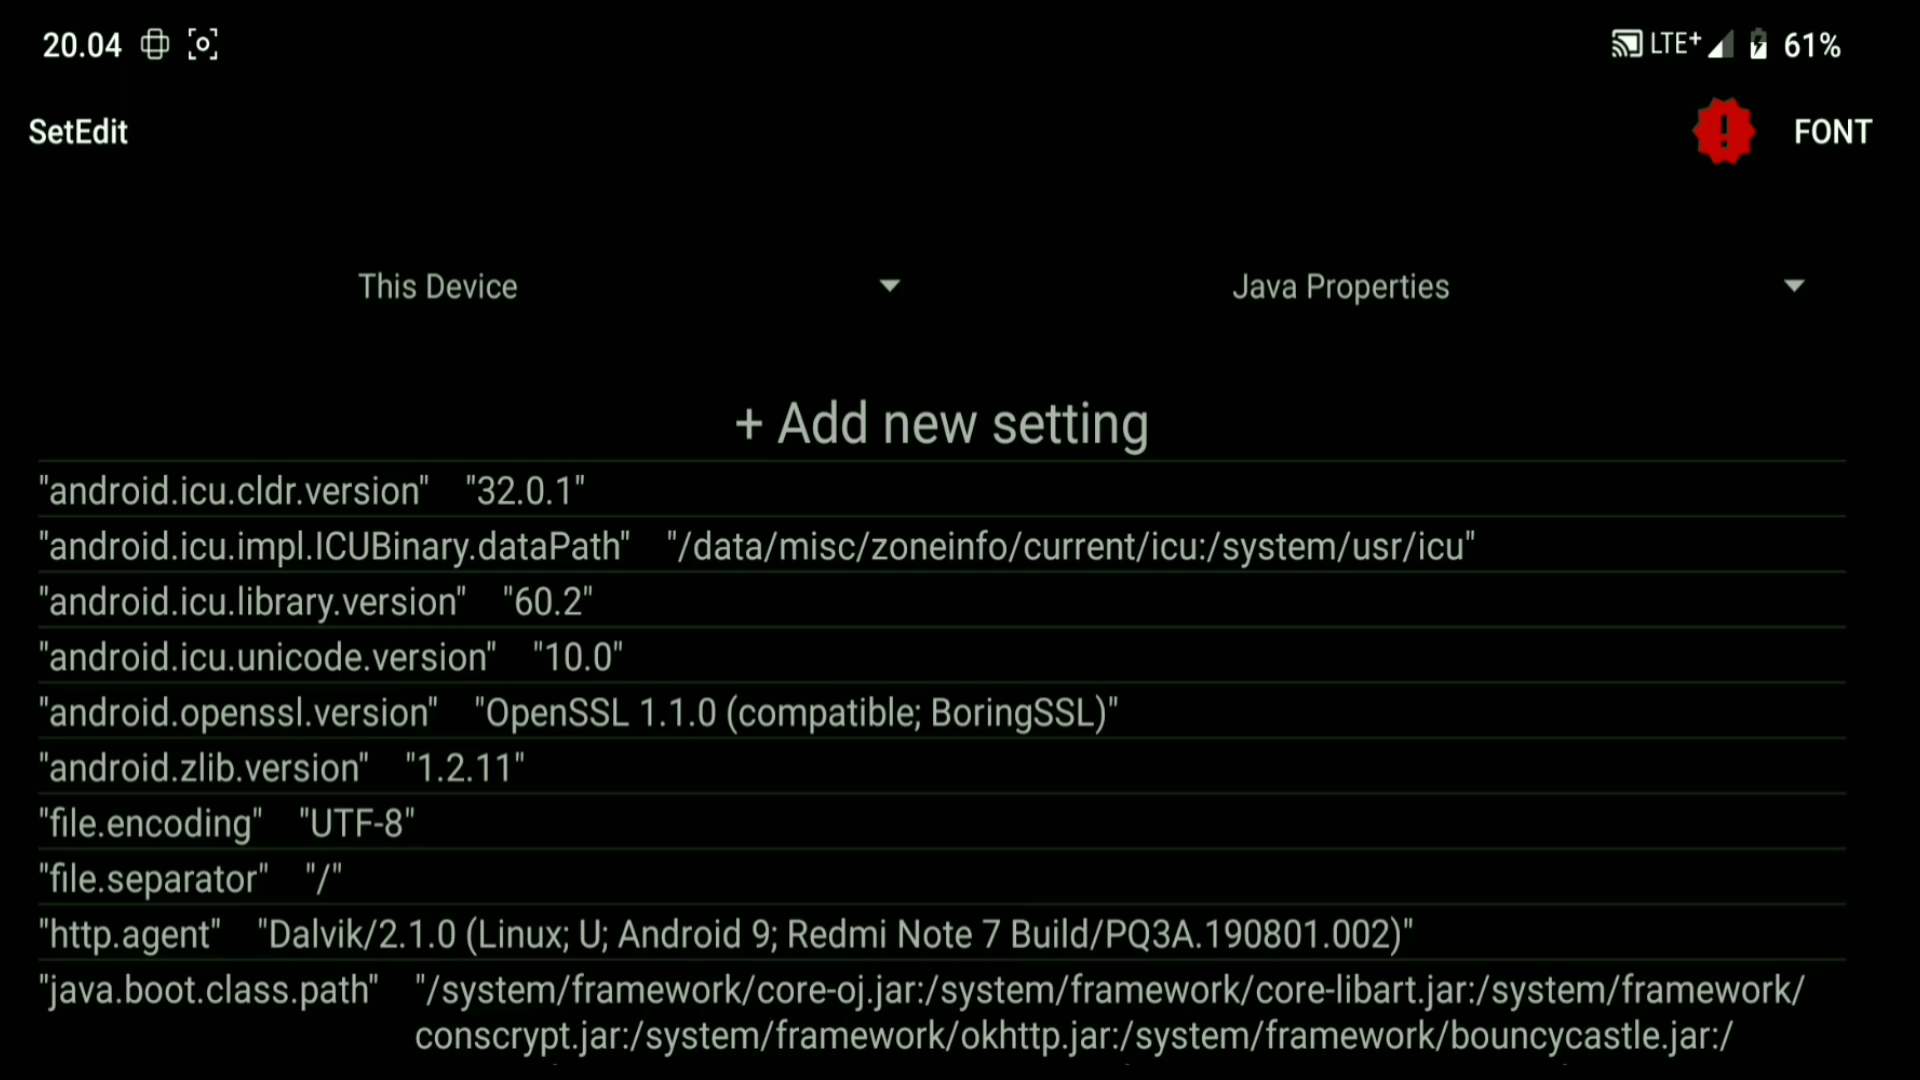 20.04 LTE+ 61%
SetEdit FONT
This Device Java Properties
+ Add new setting
"android.icu.cldr.version" "32.0.1"
"android.icu.impl.ICUBinary.dataPath" "/data/misc/zoneinfo/current/icu:/system/usr/icu"
"android.icu.library.version" "60.2"
"android.icu.unicode.version" "10.0"
"android.openssl.version" "OpenSSL 1.1.0 (compatible; BoringSSL)"
"android.zlib.version" "1.2.11"
"file.encoding" "UTF-8"
"file.separator" "/"
"http.agent" "Dalvik/2.1.0 (Linux; U; Android 9; Redmi Note 7 Build/PQ3A.190801.002)"
"java.boot.class.path" "/system/framework/core-oj.jar:/system/framework/core-libart.jar:/system/framework/
conscrypt.jar:/system/framework/okhttp.jar:/system/framework/bouncycastle.jar:/